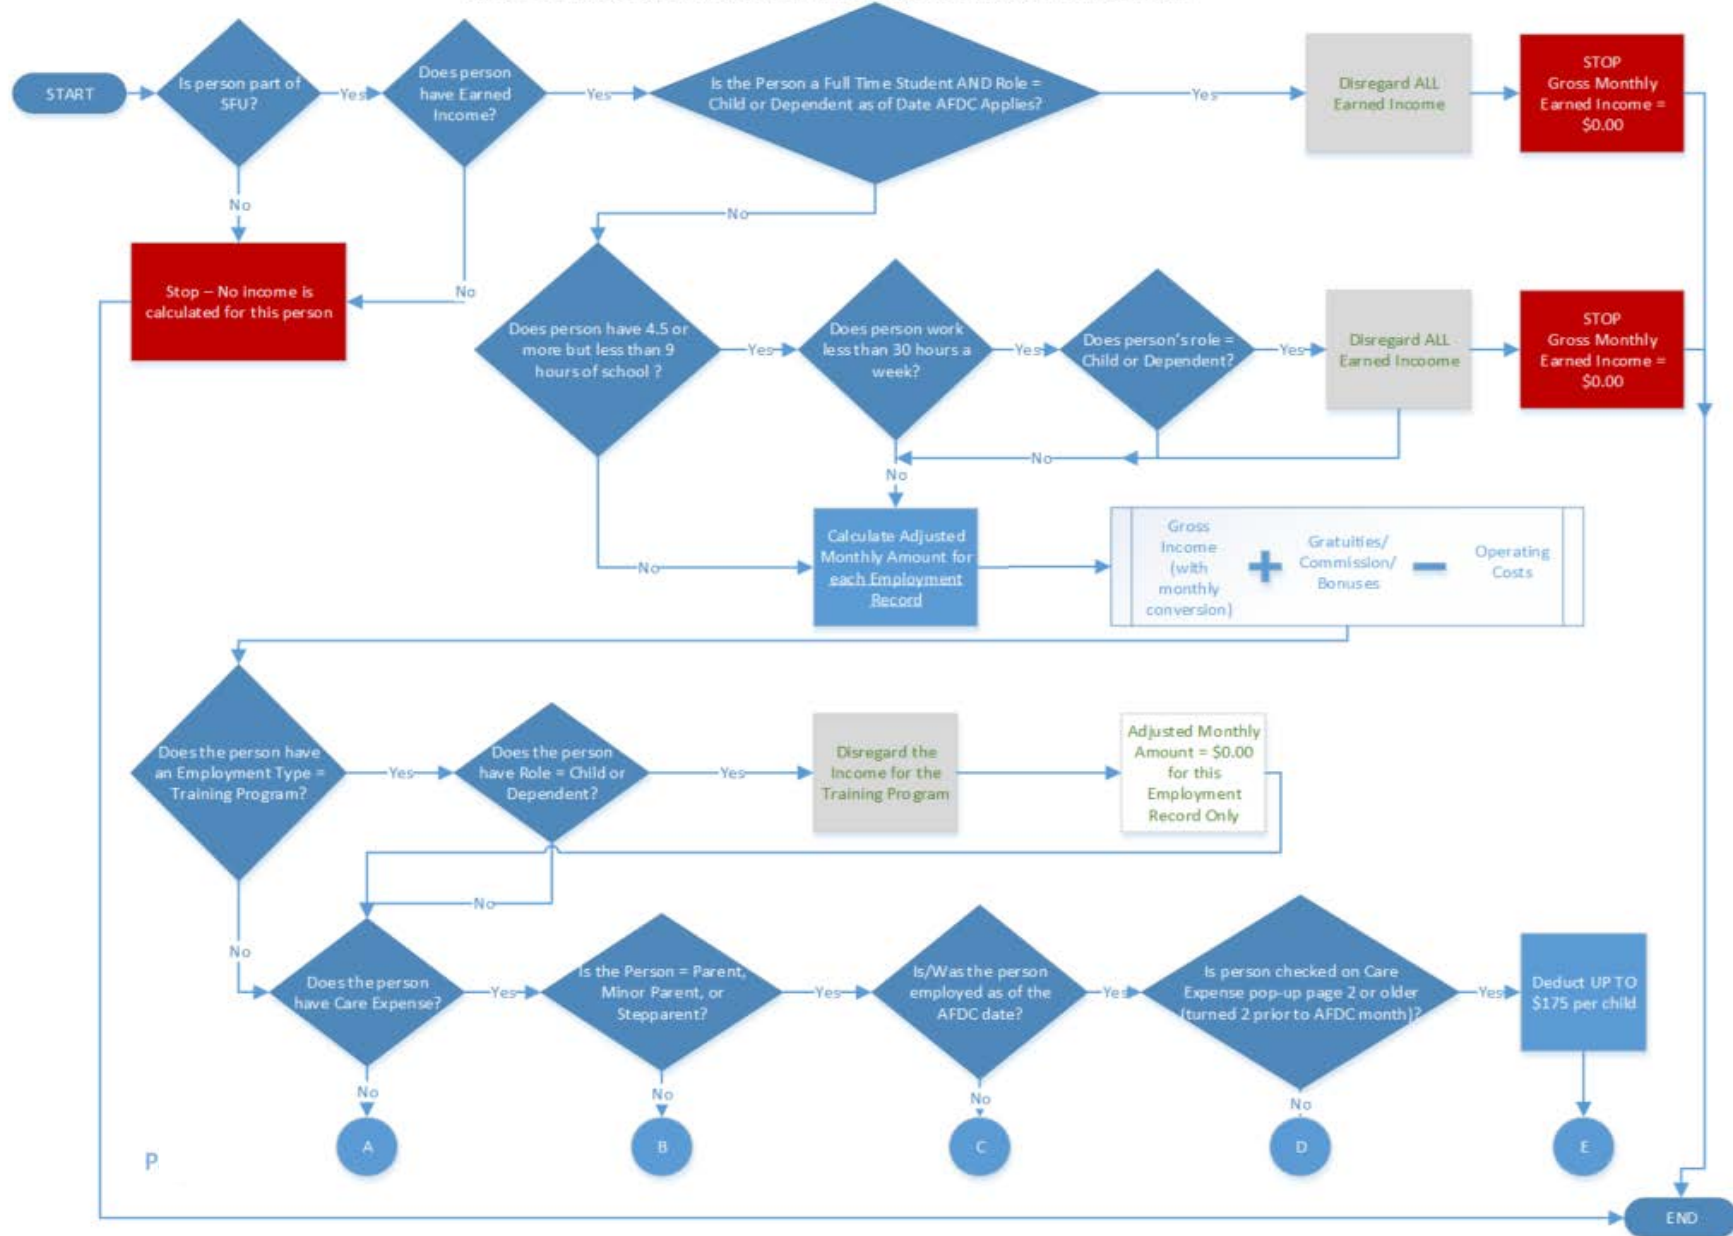 START
Is person part of
SFU?
Yes
Does person
have Earned
Income?
Yes
Is the Person a Full Time Student AND Role =
Child or Dependent as of Date AFDC Applies?
Yes
Disregard ALL
Earned Income
STOP
Gross Monthly
Earned Income =
$0.00
No
No
No
Stop – No income is
calculated for this person
Does person have 4.5 or
more but less than 9
hours of school ?
Yes
Does person work
less than 30 hours a
week?
Yes
Does person's role =
Child or Dependent?
Yes
Disregard ALL
Earned Incoome
STOP
Gross Monthly
Earned Income =
$0.00
No
No
No
Calculate Adjusted
Monthly Amount for
each Employment
Record
Gross
Income
(with
monthly
conversion)
+
Gratuities/
Commission/
Bonuses
−
Operating
Costs
Does the person have
an Employment Type =
Training Program?
Yes
Does the person
have Role = Child or
Dependent?
Yes
Disregard the
Income for the
Training Program
Adjusted Monthly
Amount = $0.00
for this
Employment
Record Only
No
No
Does the person
have Care Expense?
Yes
Is the Person = Parent,
Minor Parent, or
Stepparent?
Yes
Is/Was the person
employed as of the
AFDC date?
Yes
Is person checked on Care
Expense pop-up page 2 or older
(turned 2 prior to AFDC month)?
Yes
Deduct UP TO
$175 per child
No
No
No
No
A
B
C
D
E
P
END